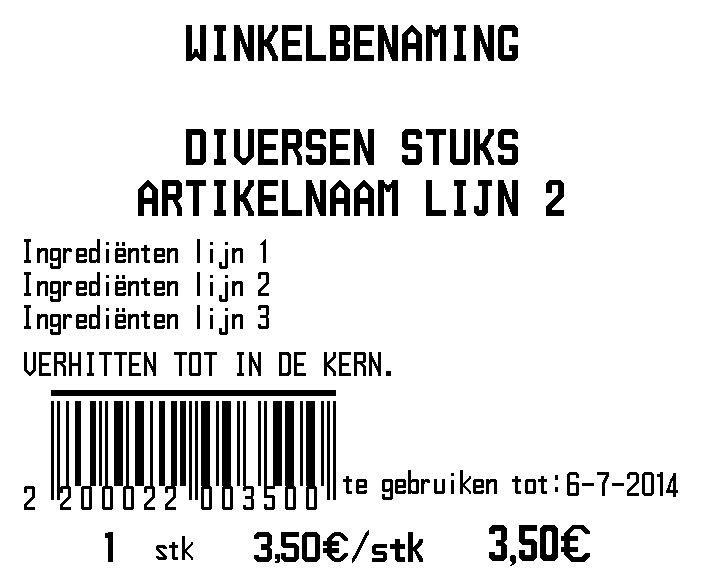 WINKELBENAMING
DIVERSEN STUKS
ARTIKELNAAM LIJN 2
Ingrediënten lijn 1
Ingrediënten lijn 2
Ingrediënten lijn 3
VERHITTEN TOT IN DE KERN.
2 200022 003500 te gebruiken tot:6-7-2014
1 stk 3,50€/stk 3,50€